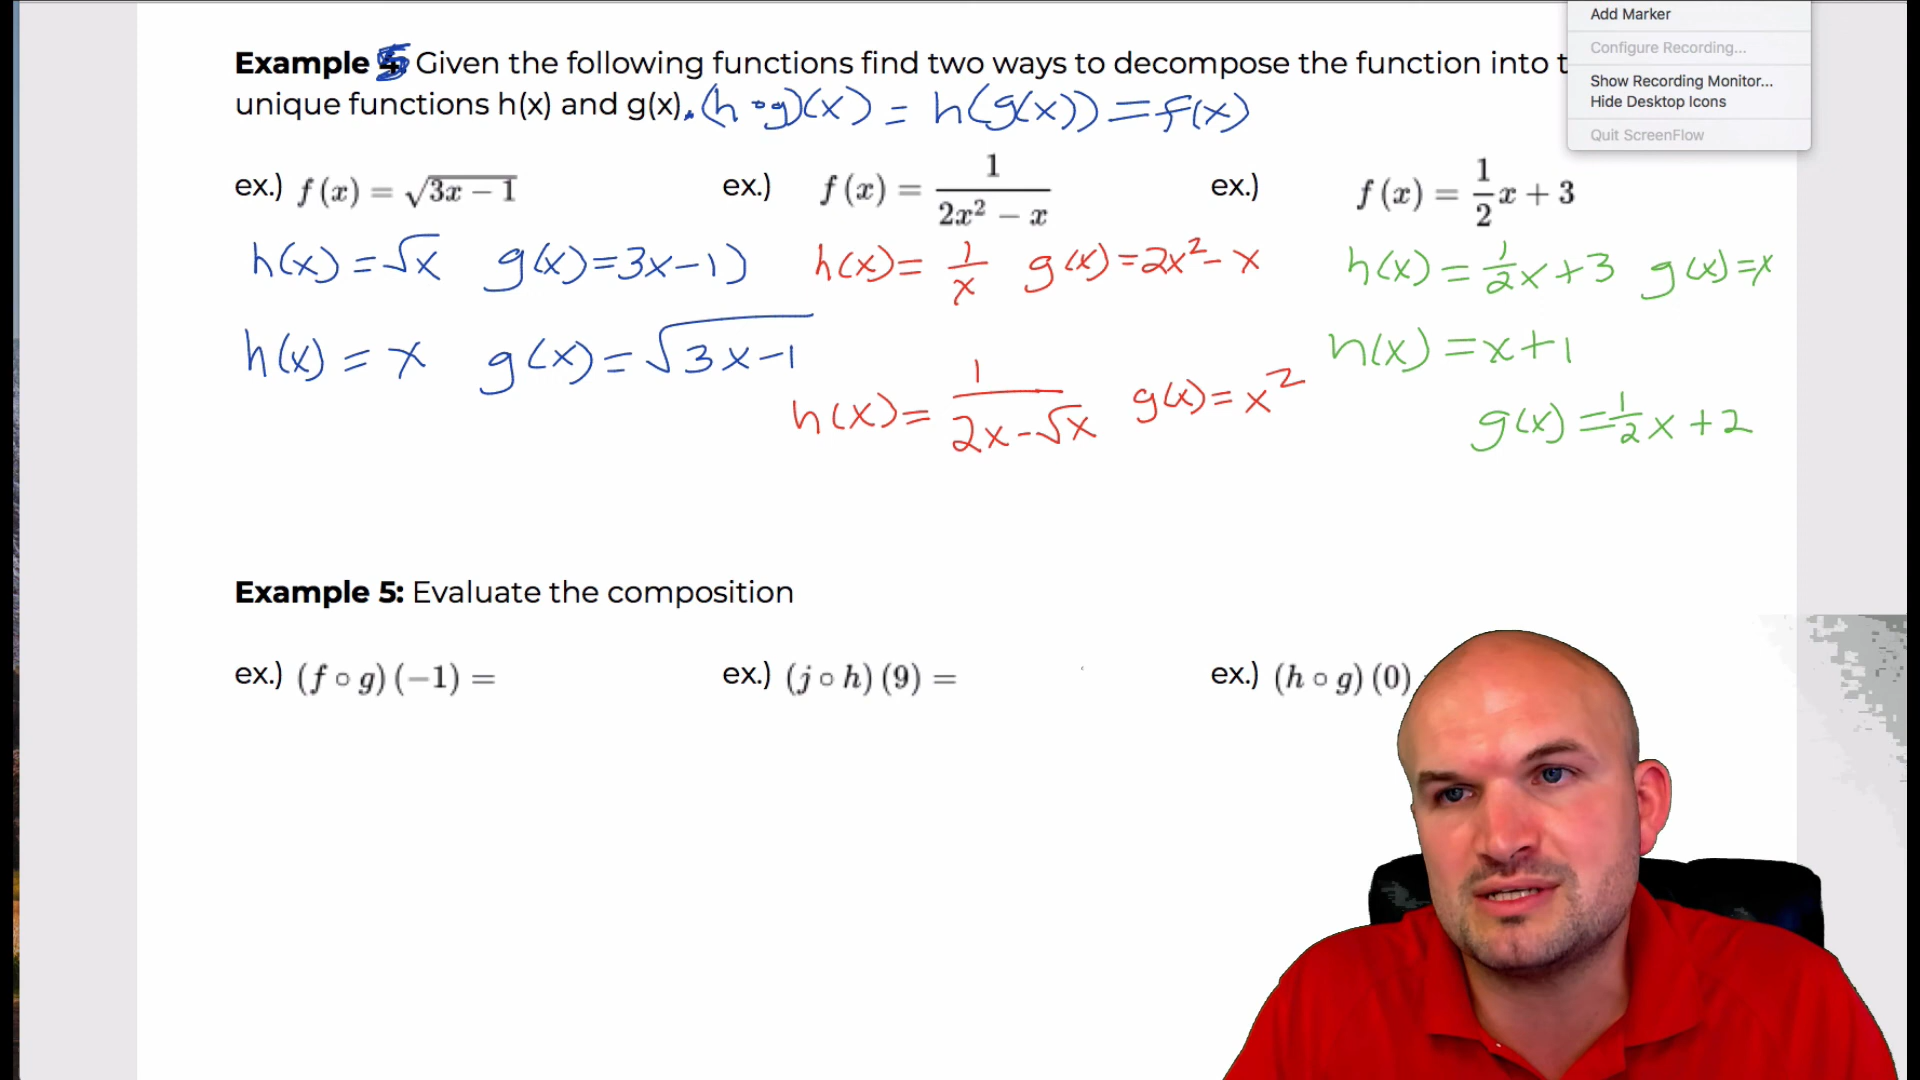 Add Marker
Configure Recording...
Show Recording Monitor...
Hide Desktop Icons
Quit ScreenFlow
Example 5 Given the following functions find two ways to decompose the function into t
unique functions h(x) and g(x). (h∘g)(x) = h(g(x)) = f(x)
ex.) f(x) = √(3x − 1) ex.) f(x) = 1/(2x² − x) ex.) f(x) = 1/2 x + 3
h(x) = √x g(x) = 3x − 1) h(x) = 1/x g(x) = 2x² − x h(x) = 1/2 x + 3 g(x) = x
h(x) = x g(x) = √(3x − 1) h(x) = x + 1
h(x) = 1/(2x − √x) g(x) = x² g(x) = 1/2 x + 2
Example 5: Evaluate the composition
ex.) (f ∘ g)(−1) = ex.) (j ∘ h)(9) = ex.) (h ∘ g)(0)